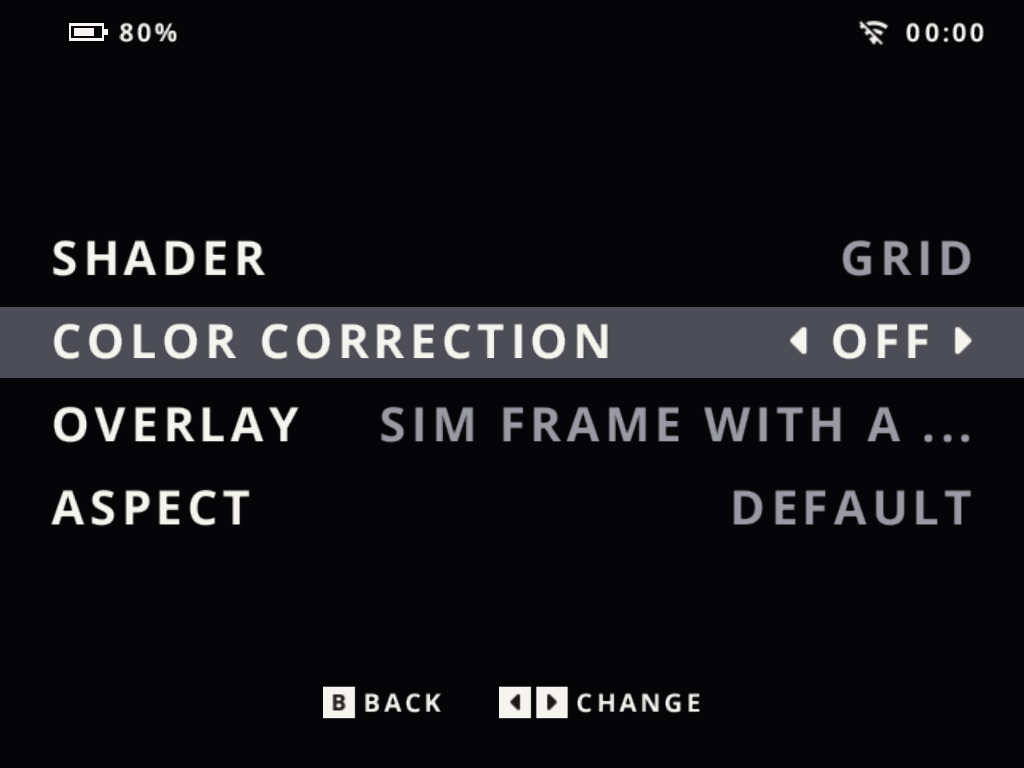 80% 00:00
SHADER GRID
COLOR CORRECTION OFF
OVERLAY SIM FRAME WITH A ...
ASPECT DEFAULT
B BACK CHANGE